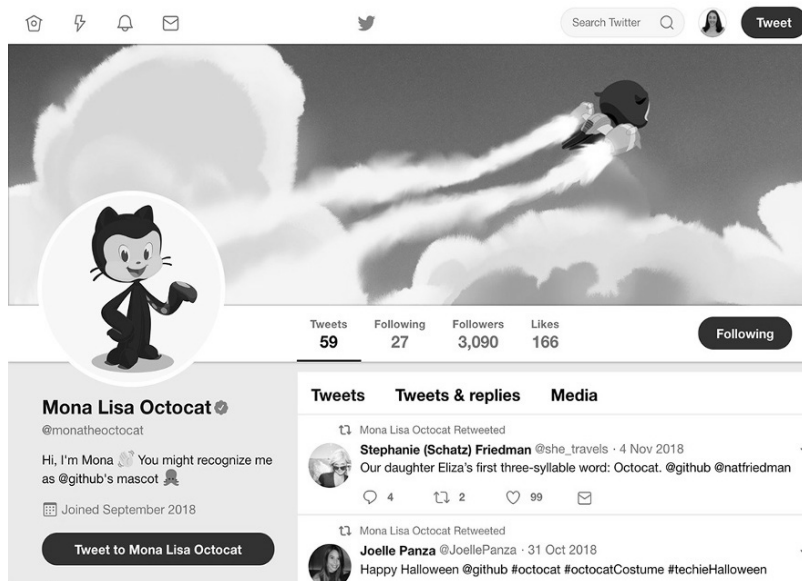 Search Twitter
Tweet
Tweets Following Followers Likes
59 27 3,090 166
Following
Mona Lisa Octocat
@monatheoctocat
Hi, I'm Mona You might recognize me
as @github's mascot
Joined September 2018
Tweet to Mona Lisa Octocat
Tweets Tweets & replies Media
Mona Lisa Octocat Retweeted
Stephanie (Schatz) Friedman @she_travels · 4 Nov 2018
Our daughter Eliza's first three-syllable word: Octocat. @github @natfriedman
4 2 99
Mona Lisa Octocat Retweeted
Joelle Panza @JoellePanza · 31 Oct 2018
Happy Halloween @github #octocat #octocatCostume #techieHalloween